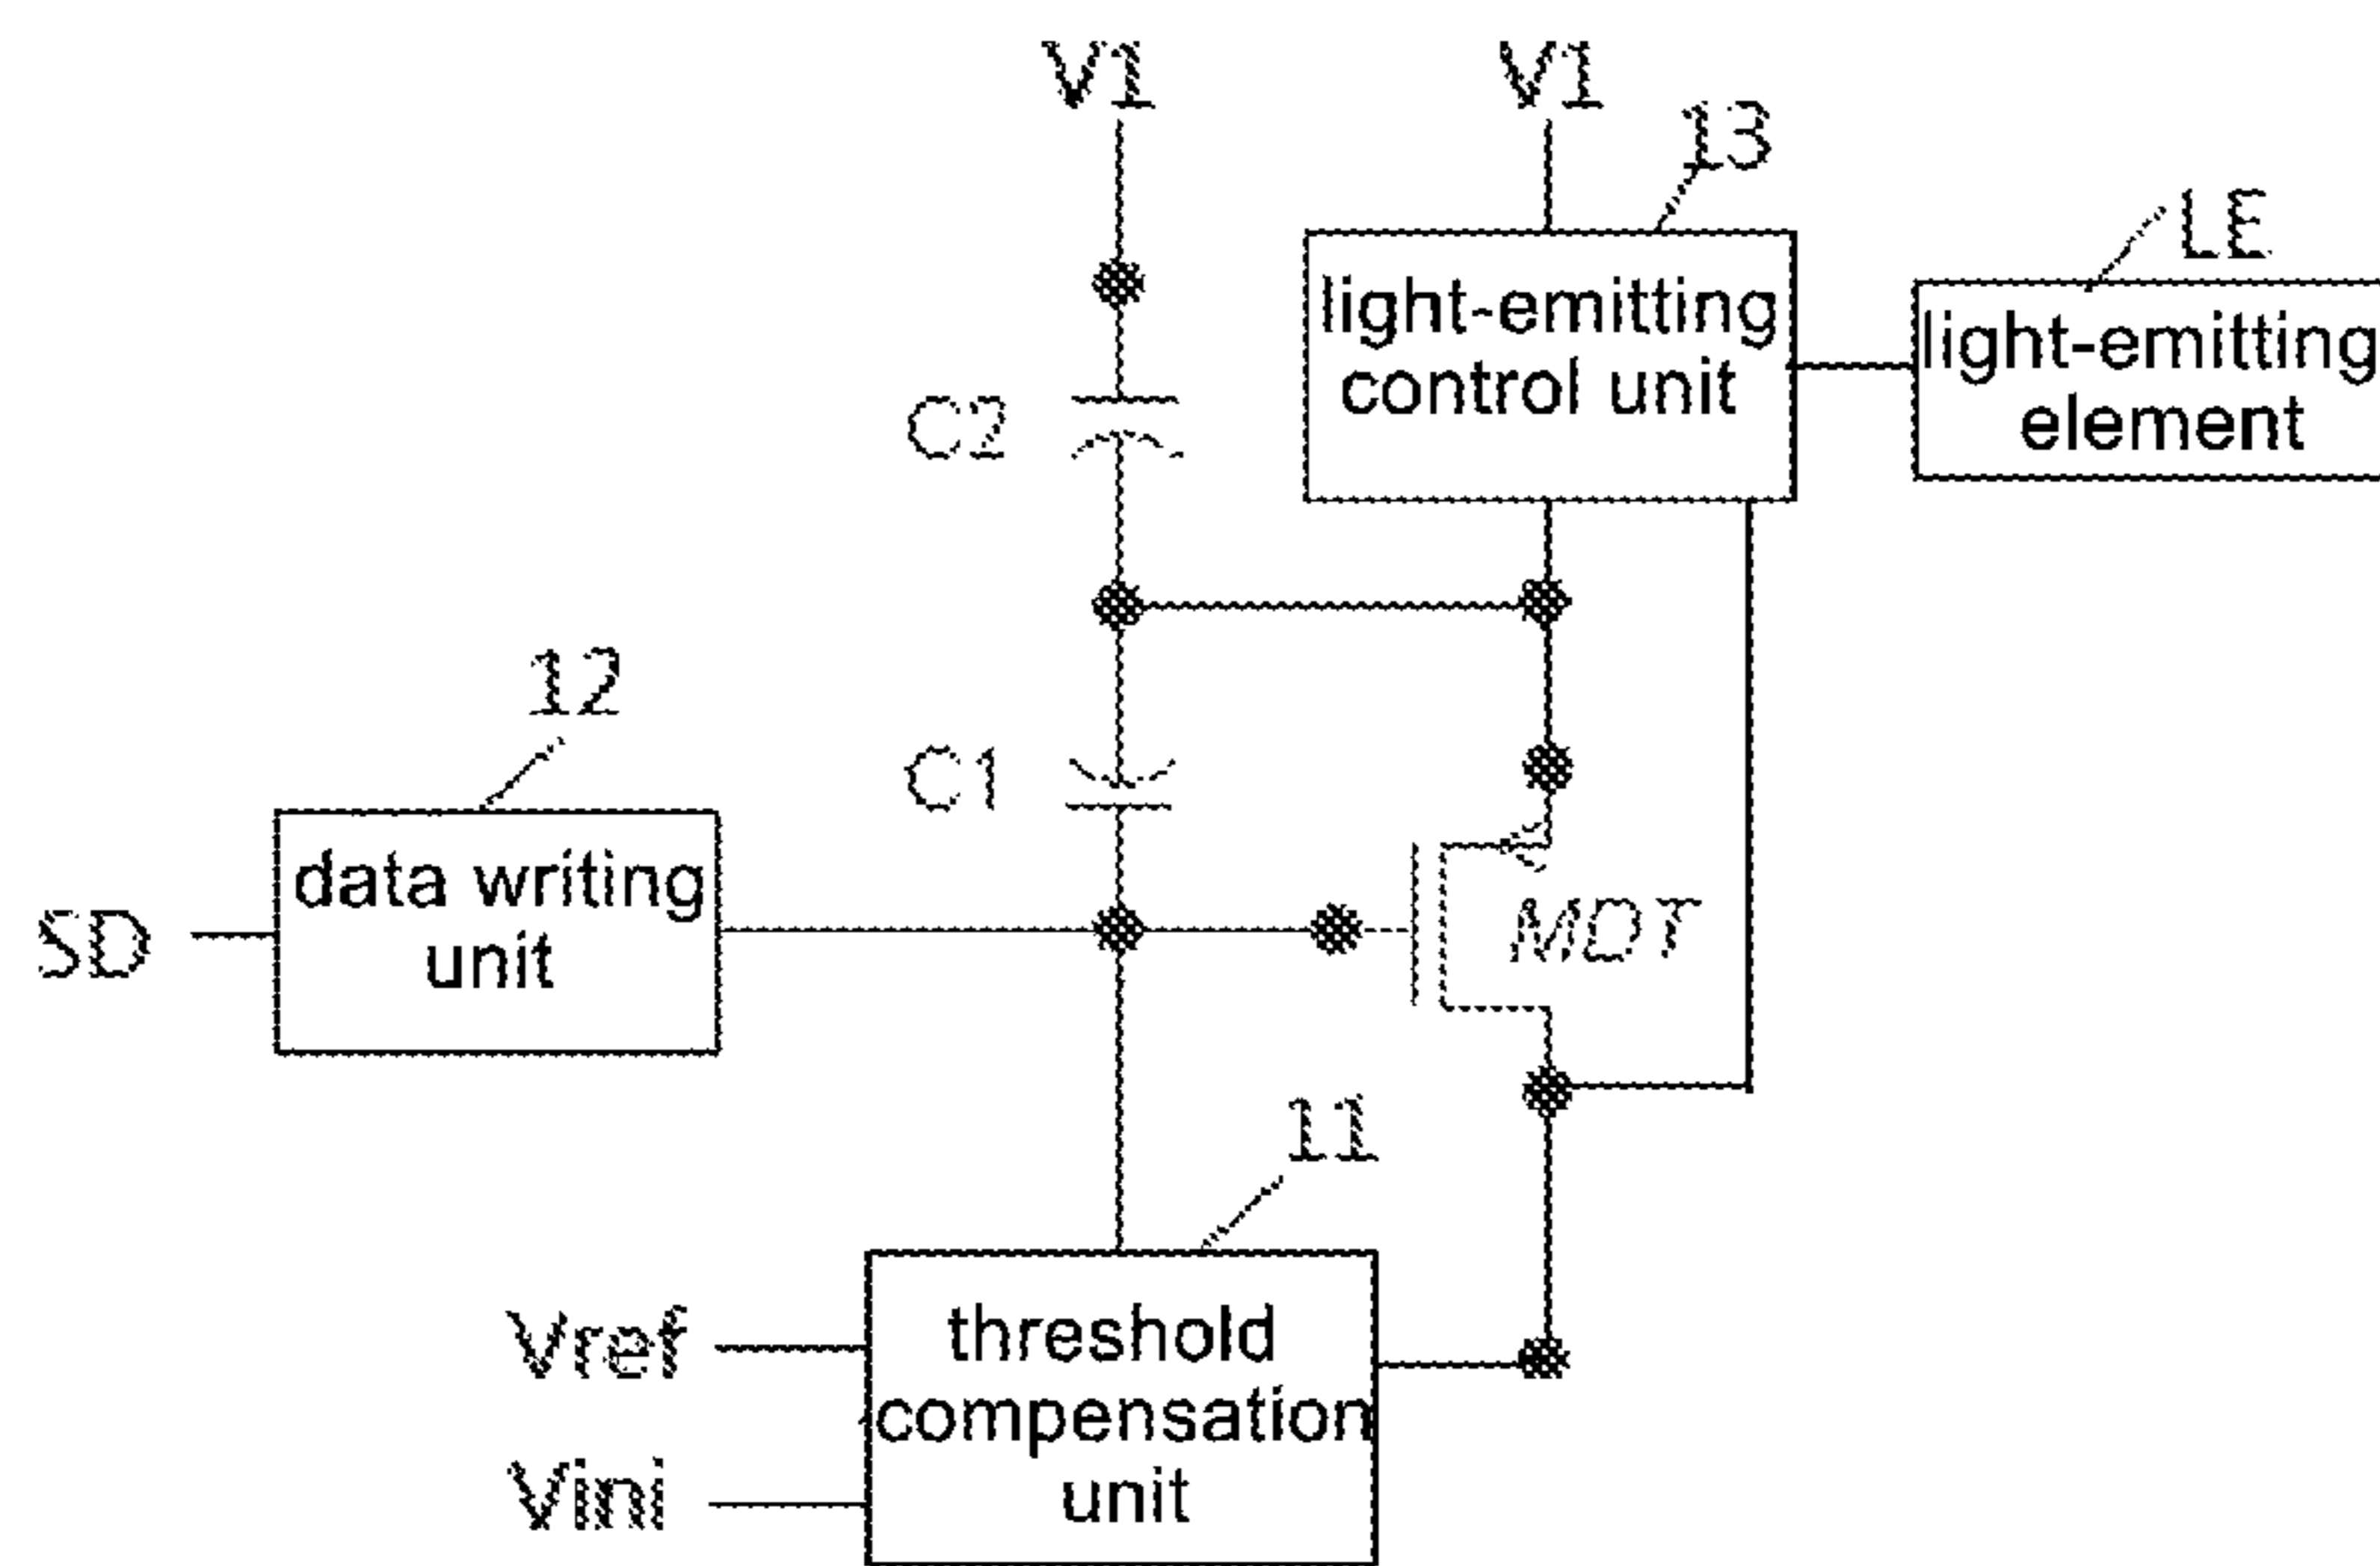 V1
V1
13
LE
light-emitting
control unit
light-emitting
element
C2
12
C1
data writing
unit
SD
MDT
11
Vref
threshold
compensation
unit
Vini